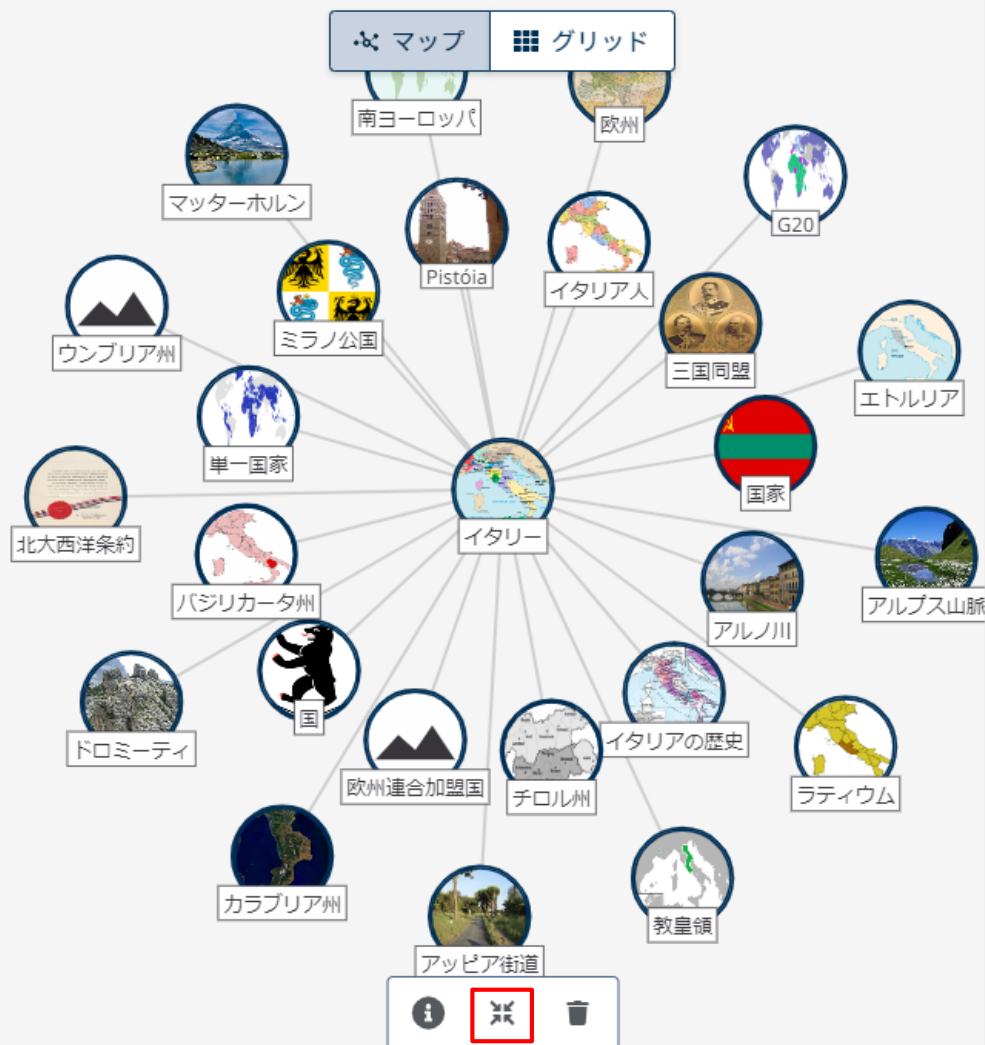 マップ
グリッド
南ヨーロッパ
欧州
マッターホルン
G20
Pistóia
イタリア人
ミラノ公国
ウンブリア州
三国同盟
エトルリア
単一国家
国家
イタリー
北大西洋条約
バジリカータ州
アルプス山脈
アルノ川
国
ドロミーティ
イタリアの歴史
欧州連合加盟国
チロル州
ラティウム
カラブリア州
教皇領
アッピア街道